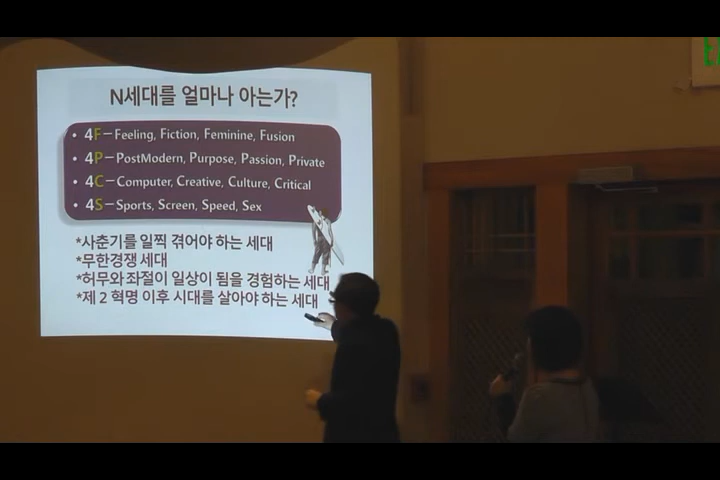 N세대를 얼마나 아는가?
• 4F—Feeling, Fiction, Feminine, Fusion
• 4P—PostModern, Purpose, Passion, Private
• 4C—Computer, Creative, Culture, Critical
• 4S—Sports, Screen, Speed, Sex
*사춘기를 일찍 겪어야 하는 세대
*무한경쟁 세대
*허무와 좌절이 일상이 됨을 경험하는 세대
*제 2 혁명 이후 시대를 살아야 하는 세대